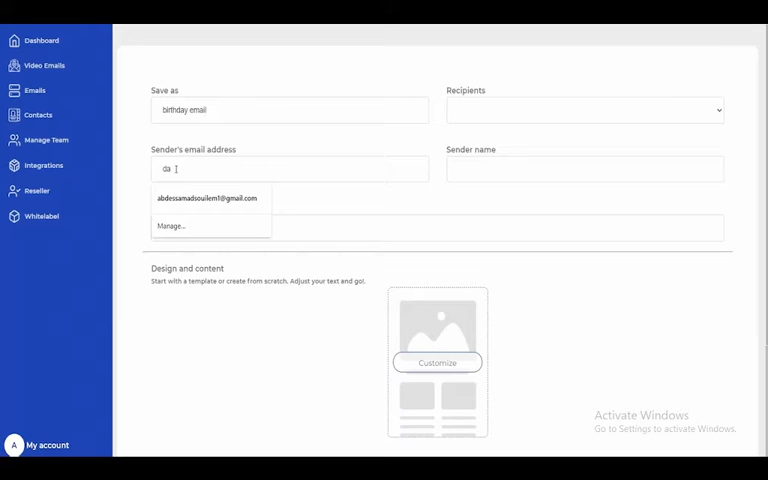 Dashboard
Video Emails
Emails
Contacts
Manage Team
Integrations
Reseller
Whitelabel
A My account
Save as
birthday email
Recipients
Sender's email address
da
Sender name
abdessamadsouilem1@gmail.com
Manage...
Design and content
Start with a template or create from scratch. Adjust your text and go!.
Customize
Activate Windows
Go to Settings to activate Windows.